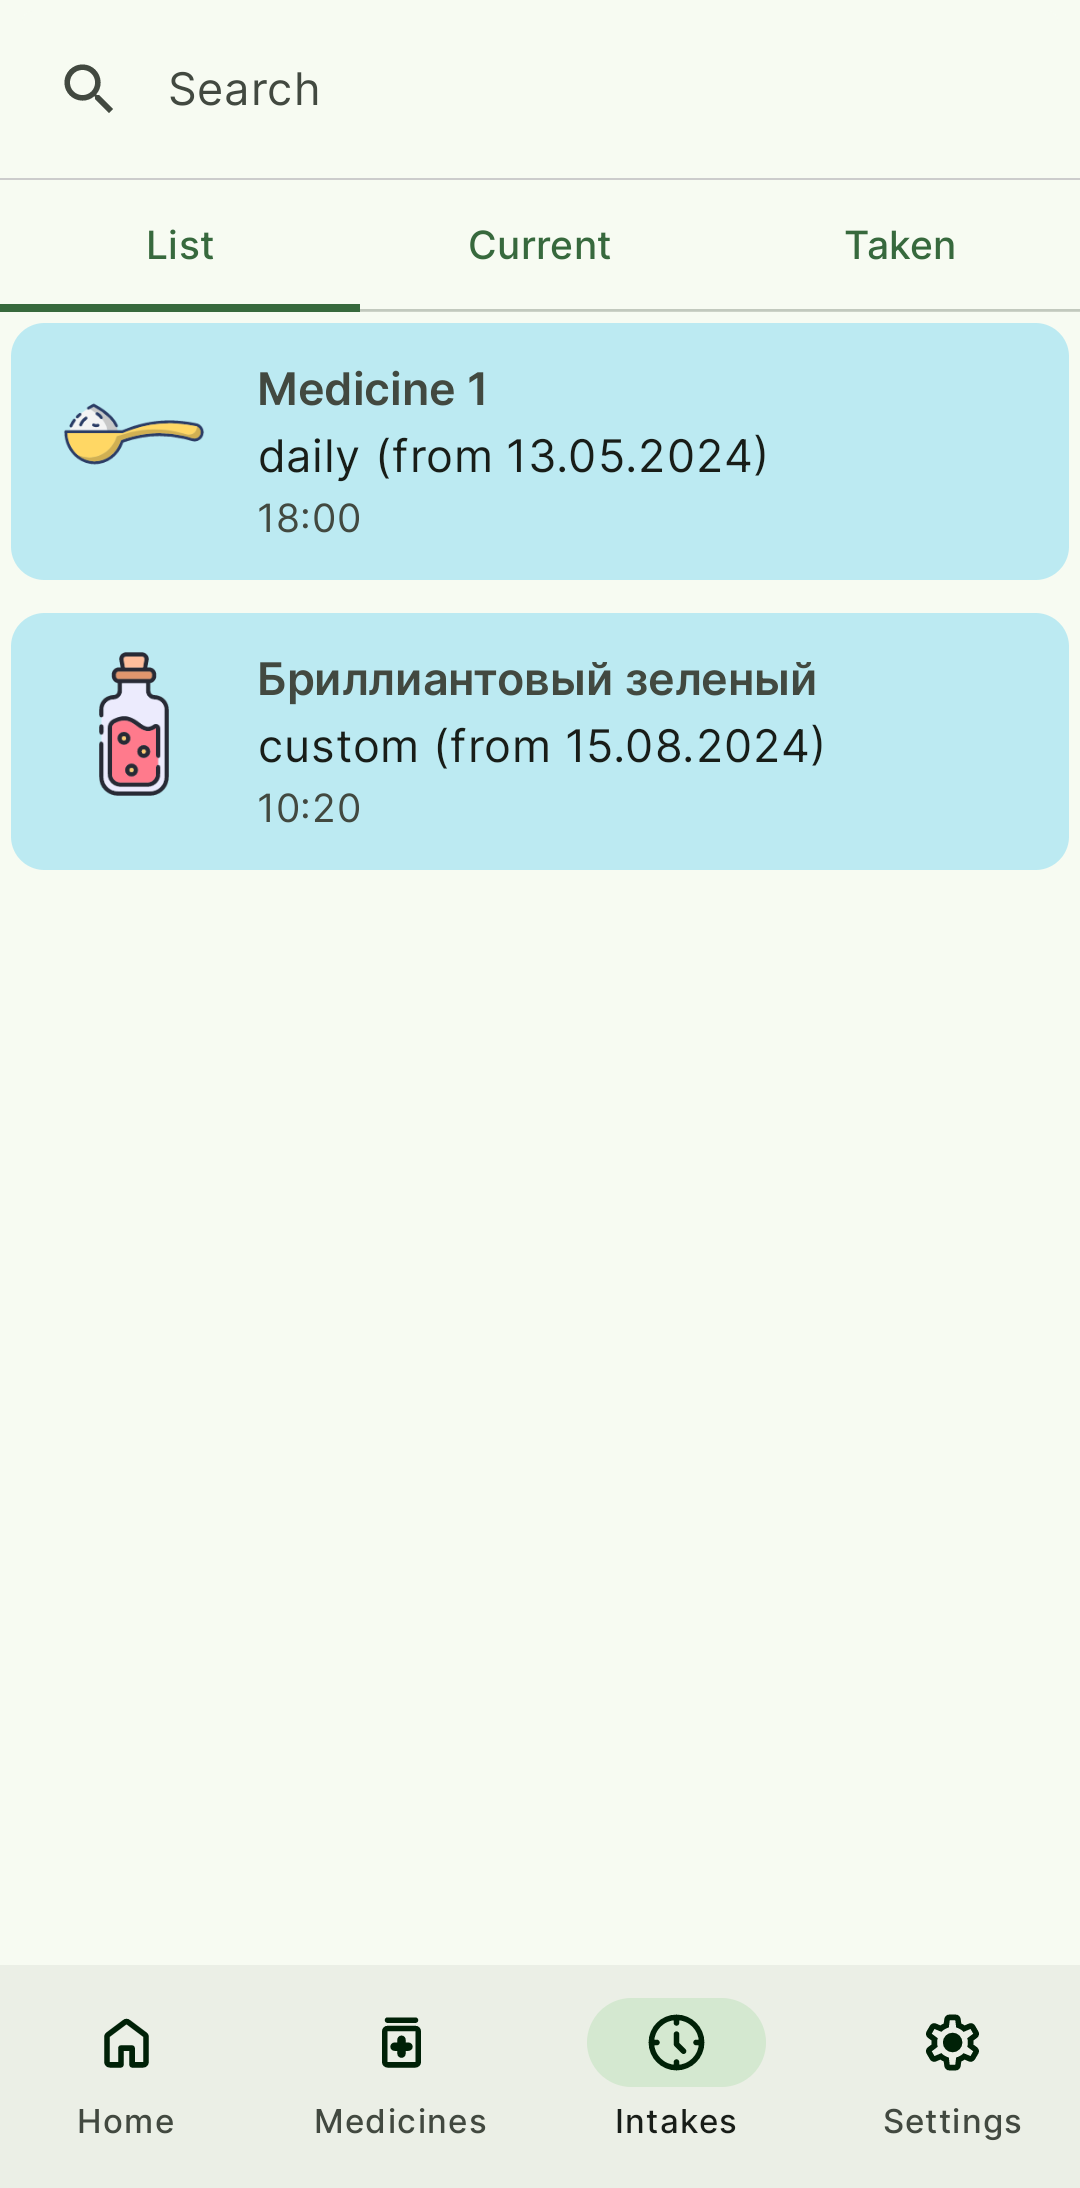 Search
List
Current
Taken
Medicine 1
daily (from 13.05.2024)
18:00
Бриллиантовый зеленый
custom (from 15.08.2024)
10:20
Home
Medicines
Intakes
Settings